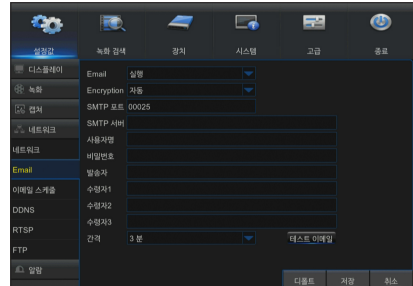 설정값 녹화 검색 장치 시스템 고급 종료
디스플레이
녹화
캡처
네트워크
네트워크
Email
이메일 스케줄
DDNS
RTSP
FTP
알람
Email 실행
Encryption 자동
SMTP 포트 00025
SMTP 서버
사용자명
비밀번호
발송자
수령자1
수령자2
수령자3
간격 3 분 테스트 이메일
디폴트 저장 취소